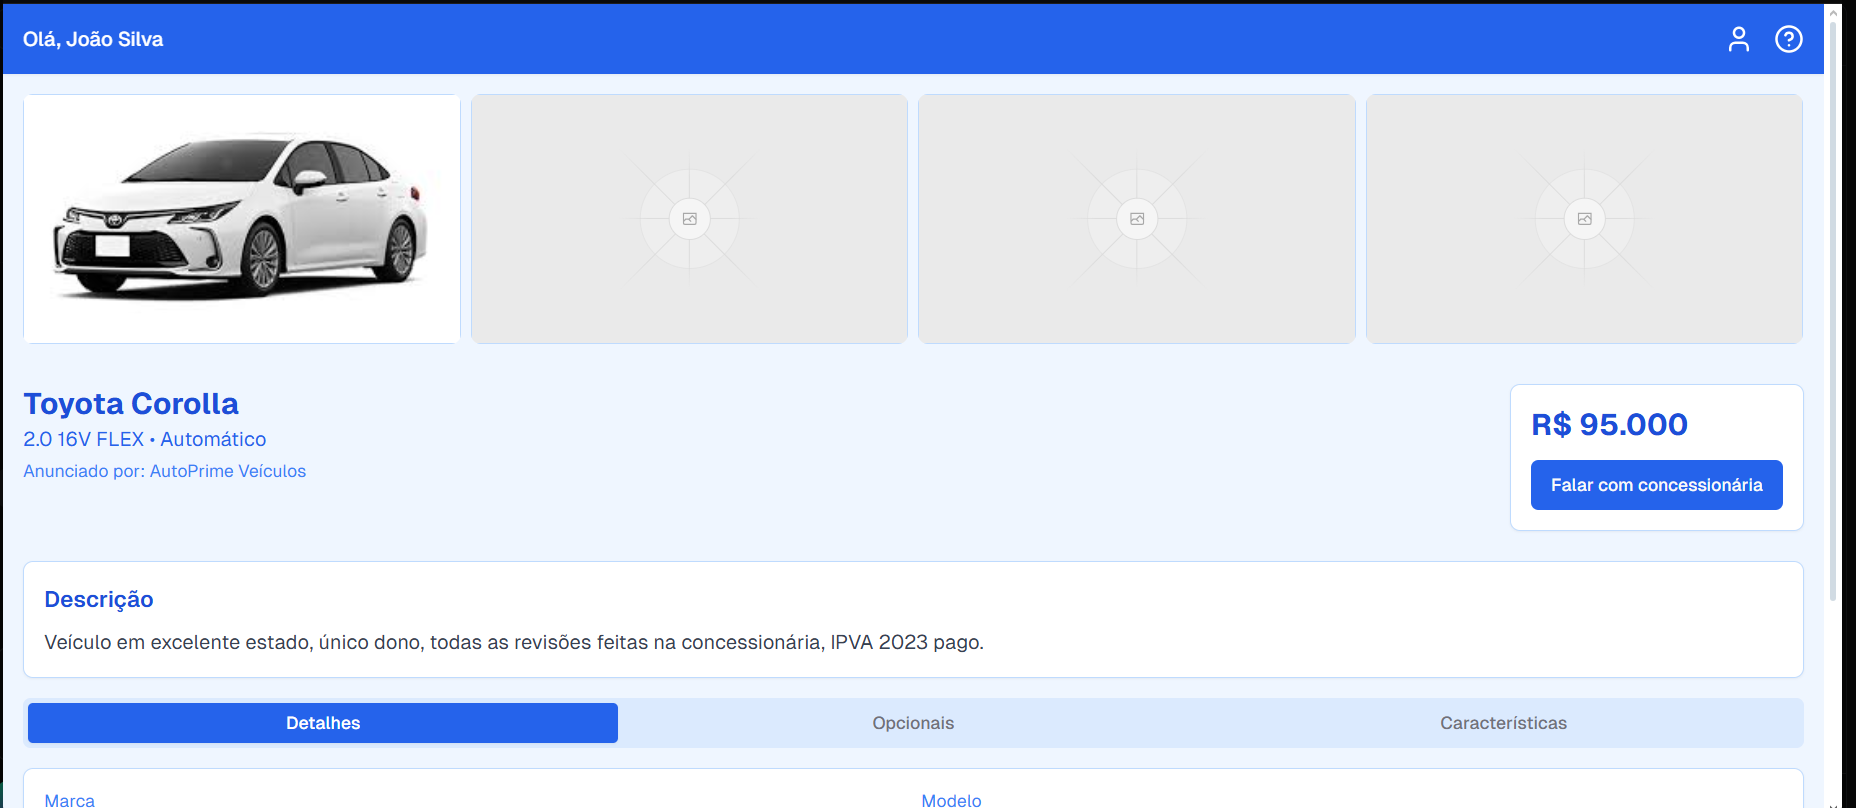 Olá, João Silva
Toyota Corolla
2.0 16V FLEX • Automático
Anunciado por: AutoPrime Veículos
R$ 95.000
Falar com concessionária
Descrição
Veículo em excelente estado, único dono, todas as revisões feitas na concessionária, IPVA 2023 pago.
Detalhes
Opcionais
Características
Marca
Modelo